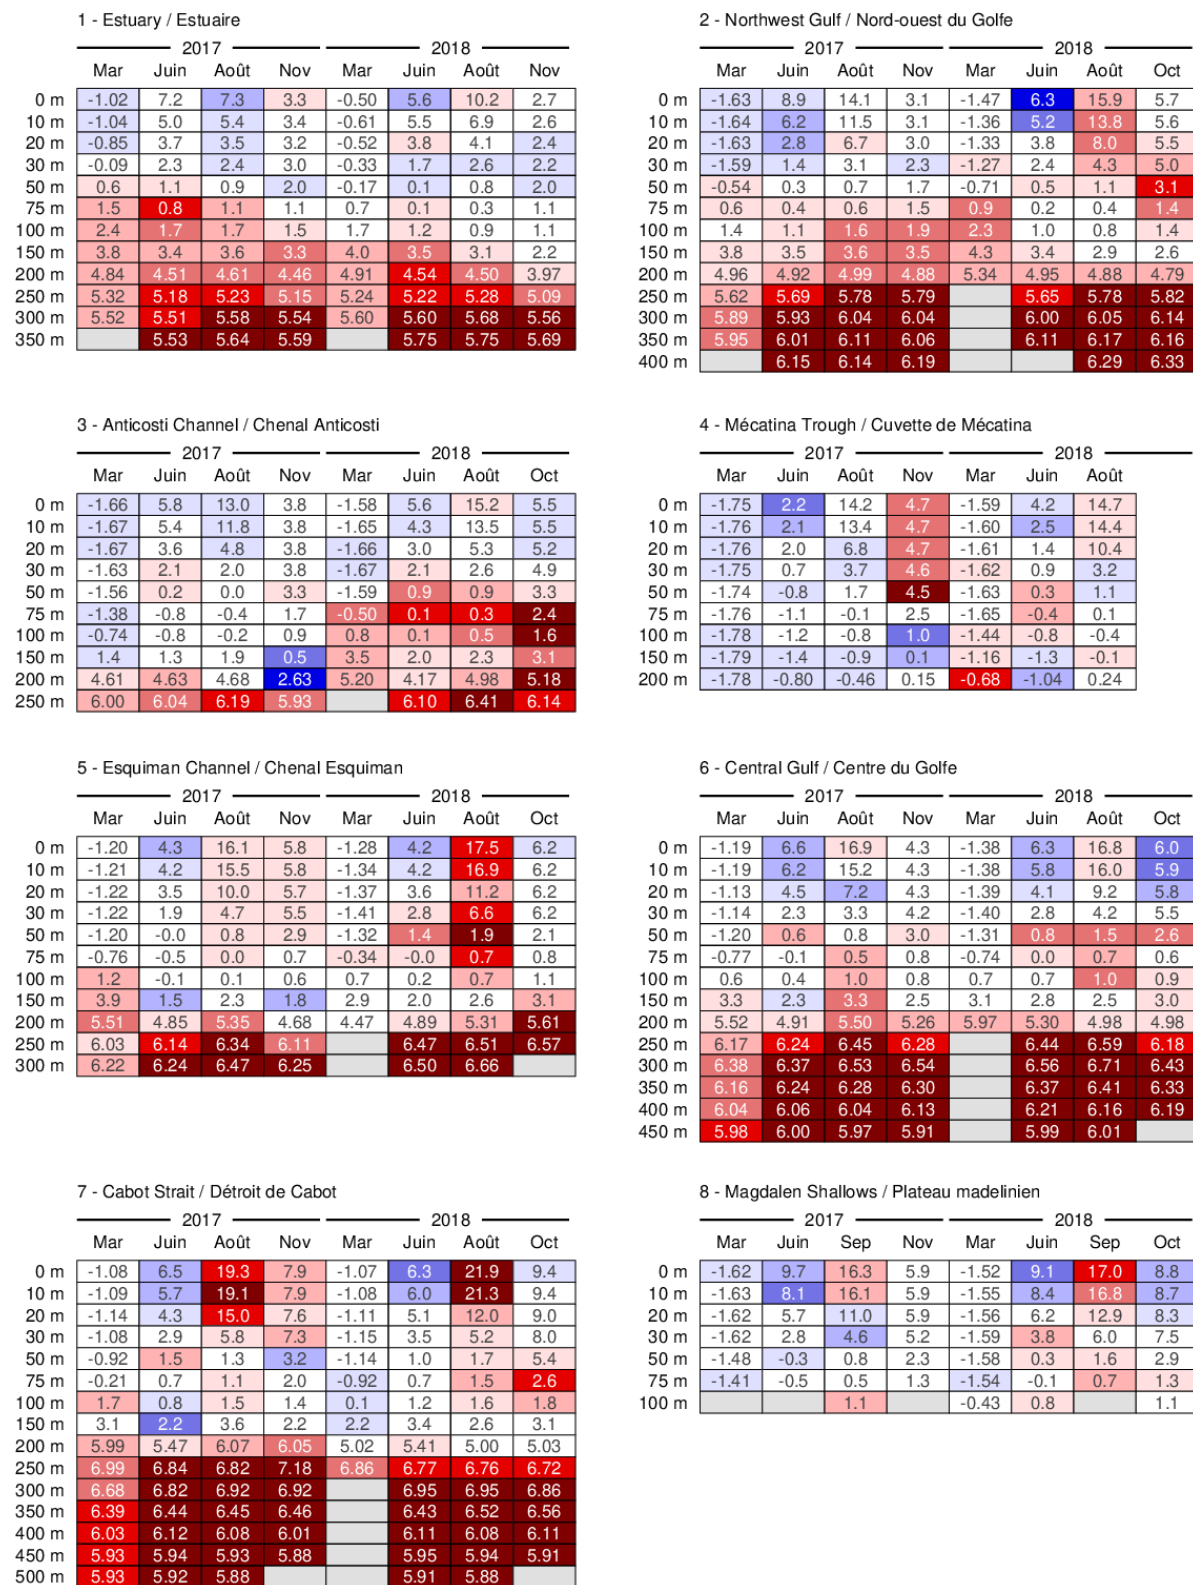 1 - Estuary / Estuaire
2017 2018
Mar Juin Août Nov Mar Août Nov
0 m -1.02 7.2 7.3 3.3 -0.50 5.6 10.2 2.7
10 m -1.04 5.0 5.4 3.4 -0.61 5.5 6.9 2.6
20 m -0.85 3.7 3.5 3.2 -0.52 3.8 4.1 2.4
30 m -0.09 2.3 2.4 3.0 -0.33 1.7 2.6 2.2
50 m 0.6 1.1 0.9 2.0 -0.17 0.1 0.8 2.0
75 m 1.5 0.8 1.1 1.1 0.7 0.1 0.3 1.1
100 m 2.4 1.7 1.7 1.5 1.7 1.2 0.9 1.1
150 m 3.8 3.4 3.6 3.3 4.0 3.5 3.1 2.2
200 m 4.84 4.51 4.61 4.46 4.91 4.54 4.50 3.97
250 m 5.32 5.18 5.23 5.15 5.24 5.22 5.28 5.09
300 m 5.52 5.51 5.58 5.54 5.60 5.60 5.68 5.56
350 m 5.53 5.64 5.59 5.75 5.75 5.69
2 - Northwest Gulf / Nord-ouest du Golfe
2017 2018
Mar Juin Août Nov Mar Juin Août Oct
0 m -1.63 8.9 14.1 3.1 -1.47 6.3 15.9 5.7
10 m -1.64 6.2 11.5 3.1 -1.36 5.2 13.8 5.6
20 m -1.63 2.8 6.7 3.0 -1.33 3.8 8.0 5.5
30 m -1.59 1.4 3.1 2.3 -1.27 2.4 4.3 5.0
50 m -0.54 0.3 0.7 1.7 -0.71 0.5 1.1 3.1
75 m 0.6 0.4 0.6 1.5 0.9 0.2 0.4 1.4
100 m 1.4 1.1 1.6 1.9 2.3 1.0 0.8 1.4
150 m 3.8 3.5 3.6 3.5 4.3 3.4 2.9 2.6
200 m 4.96 4.92 4.99 4.88 5.34 4.95 4.88 4.79
250 m 5.62 5.69 5.78 5.79 5.65 5.78 5.82
300 m 5.89 5.93 6.04 6.04 6.00 6.05 6.14
350 m 5.95 6.01 6.11 6.06 6.11 6.17 6.16
400 m 6.15 6.14 6.19 6.29 6.33
3 - Anticosti Channel / Chenal Anticosti
2017 2018
Mar Juin Août Nov Mar Juin Août Oct
0 m -1.66 5.8 13.0 3.8 -1.58 5.6 15.2 5.5
10 m -1.67 5.4 11.8 3.8 -1.65 4.3 13.5 5.5
20 m -1.67 3.6 4.8 3.8 -1.66 3.0 5.3 5.2
30 m -1.63 2.1 2.0 3.8 -1.67 2.1 2.6 4.9
50 m -1.56 0.2 0.0 3.3 -1.59 0.9 0.9 3.3
75 m -1.38 -0.8 -0.4 1.7 -0.50 0.1 0.3 2.4
100 m -0.74 -0.8 -0.2 0.9 0.8 0.1 0.5 1.6
150 m 1.4 1.3 1.9 0.5 3.5 2.0 2.3 3.1
200 m 4.61 4.63 4.68 2.63 5.20 4.17 4.98 5.18
250 m 6.00 6.04 6.19 5.93 6.10 6.41 6.14
4 - Mécatina Trough / Cuvette de Mécatina
2017 2018
Mar Juin Août Nov Mar Juin Août
0 m -1.75 2.2 14.2 4.7 -1.59 4.2 14.7
10 m -1.76 2.1 13.4 4.7 -1.60 2.5 14.4
20 m -1.76 2.0 6.8 4.7 -1.61 1.4 10.4
30 m -1.75 0.7 3.7 4.6 -1.62 0.9 3.2
50 m -1.74 -0.8 1.7 4.5 -1.63 0.3 1.1
75 m -1.76 -1.1 -0.1 2.5 -1.65 -0.4 0.1
100 m -1.78 -1.2 -0.8 1.0 -1.44 -0.8 -0.4
150 m -1.79 -1.4 -0.9 0.1 -1.16 -1.3 -0.1
200 m -1.78 -0.80 -0.46 0.15 -0.68 -1.04 0.24
5 - Esquiman Channel / Chenal Esquiman
2017 2018
Mar Juin Août Nov Mar Juin Août Oct
0 m -1.20 4.3 16.1 5.8 -1.28 4.2 17.5 6.2
10 m -1.21 4.2 15.5 5.8 -1.34 4.2 16.9 6.2
20 m -1.22 3.5 10.0 5.7 -1.37 3.6 11.2 6.2
30 m -1.22 1.9 4.7 5.5 -1.41 2.8 6.6 6.2
50 m -1.20 -0.0 0.8 2.9 -1.32 1.4 1.9 2.1
75 m -0.76 -0.5 0.0 0.7 -0.34 -0.0 0.7 0.8
100 m 1.2 -0.1 0.1 0.6 0.7 0.2 0.7 1.1
150 m 3.9 1.5 2.3 1.8 2.9 2.0 2.6 3.1
200 m 5.51 4.85 5.35 4.68 4.47 4.89 5.31 5.61
250 m 6.03 6.14 6.34 6.11 6.47 6.51 6.57
300 m 6.22 6.24 6.47 6.25 6.50 6.66
6 - Central Gulf / Centre du Golfe
2017 2018
Mar Juin Août Nov Mar Juin Août Oct
0 m -1.19 6.6 16.9 4.3 -1.38 6.3 16.8 6.0
10 m -1.19 6.2 15.2 4.3 -1.38 5.8 16.0 5.9
20 m -1.13 4.5 7.2 4.3 -1.39 4.1 9.2 5.8
30 m -1.14 2.3 3.3 4.2 -1.40 2.8 4.2 5.5
50 m -1.20 0.6 0.8 3.0 -1.31 0.8 1.5 2.6
75 m -0.77 -0.1 0.5 0.8 -0.74 0.0 0.7 0.6
100 m 0.6 0.4 1.0 0.8 0.7 0.7 1.0 0.9
150 m 3.3 2.3 3.3 2.5 3.1 2.8 2.5 3.0
200 m 5.52 4.91 5.50 5.26 5.97 5.30 4.98 4.98
250 m 6.17 6.24 6.45 6.28 6.44 6.59 6.18
300 m 6.38 6.37 6.53 6.54 6.56 6.71 6.43
350 m 6.16 6.24 6.28 6.30 6.37 6.41 6.33
400 m 6.04 6.06 6.04 6.13 6.21 6.16 6.19
450 m 5.98 6.00 5.97 5.91 5.99 6.01
7 - Cabot Strait / Détroit de Cabot
2017 2018
Mar Juin Août Nov Mar Juin Août Oct
0 m -1.08 6.5 19.3 7.9 -1.07 6.3 21.9 9.4
10 m -1.09 5.7 19.1 7.9 -1.08 6.0 21.3 9.4
20 m -1.14 4.3 15.0 7.6 -1.11 5.1 12.0 9.0
30 m -1.08 2.9 5.8 7.3 -1.15 3.5 5.2 8.0
50 m -0.92 1.5 1.3 3.2 -1.14 1.0 1.7 5.4
75 m -0.21 0.7 1.1 2.0 -0.92 0.7 1.5 2.6
100 m 1.7 0.8 1.5 1.4 0.1 1.2 1.6 1.8
150 m 3.1 2.2 3.6 2.2 2.2 3.4 2.6 3.1
200 m 5.99 5.47 6.07 6.05 5.02 5.41 5.00 5.03
250 m 6.99 6.84 6.82 7.18 6.86 6.77 6.76 6.72
300 m 6.68 6.82 6.92 6.92 6.95 6.95 6.86
350 m 6.39 6.44 6.45 6.46 6.43 6.52 6.56
400 m 6.03 6.12 6.08 6.01 6.11 6.08 6.11
450 m 5.93 5.94 5.93 5.88 5.95 5.94 5.91
500 m 5.93 5.92 5.88 5.91 5.88
8 - Magdalen Shallows / Plateau madelinien
2017 2018
Mar Juin Sep Nov Mar Juin Sep Oct
0 m -1.62 9.7 16.3 5.9 -1.52 9.1 17.0 8.8
10 m -1.63 8.1 16.1 5.9 -1.55 8.4 16.8 8.7
20 m -1.62 5.7 11.0 5.9 -1.56 6.2 12.9 8.3
30 m -1.62 2.8 4.6 5.2 -1.59 3.8 6.0 7.5
50 m -1.48 -0.3 0.8 2.3 -1.58 0.3 1.6 2.9
75 m -1.41 -0.5 0.5 1.3 -1.54 -0.1 0.7 1.3
100 m 1.1 -0.43 0.8 1.1